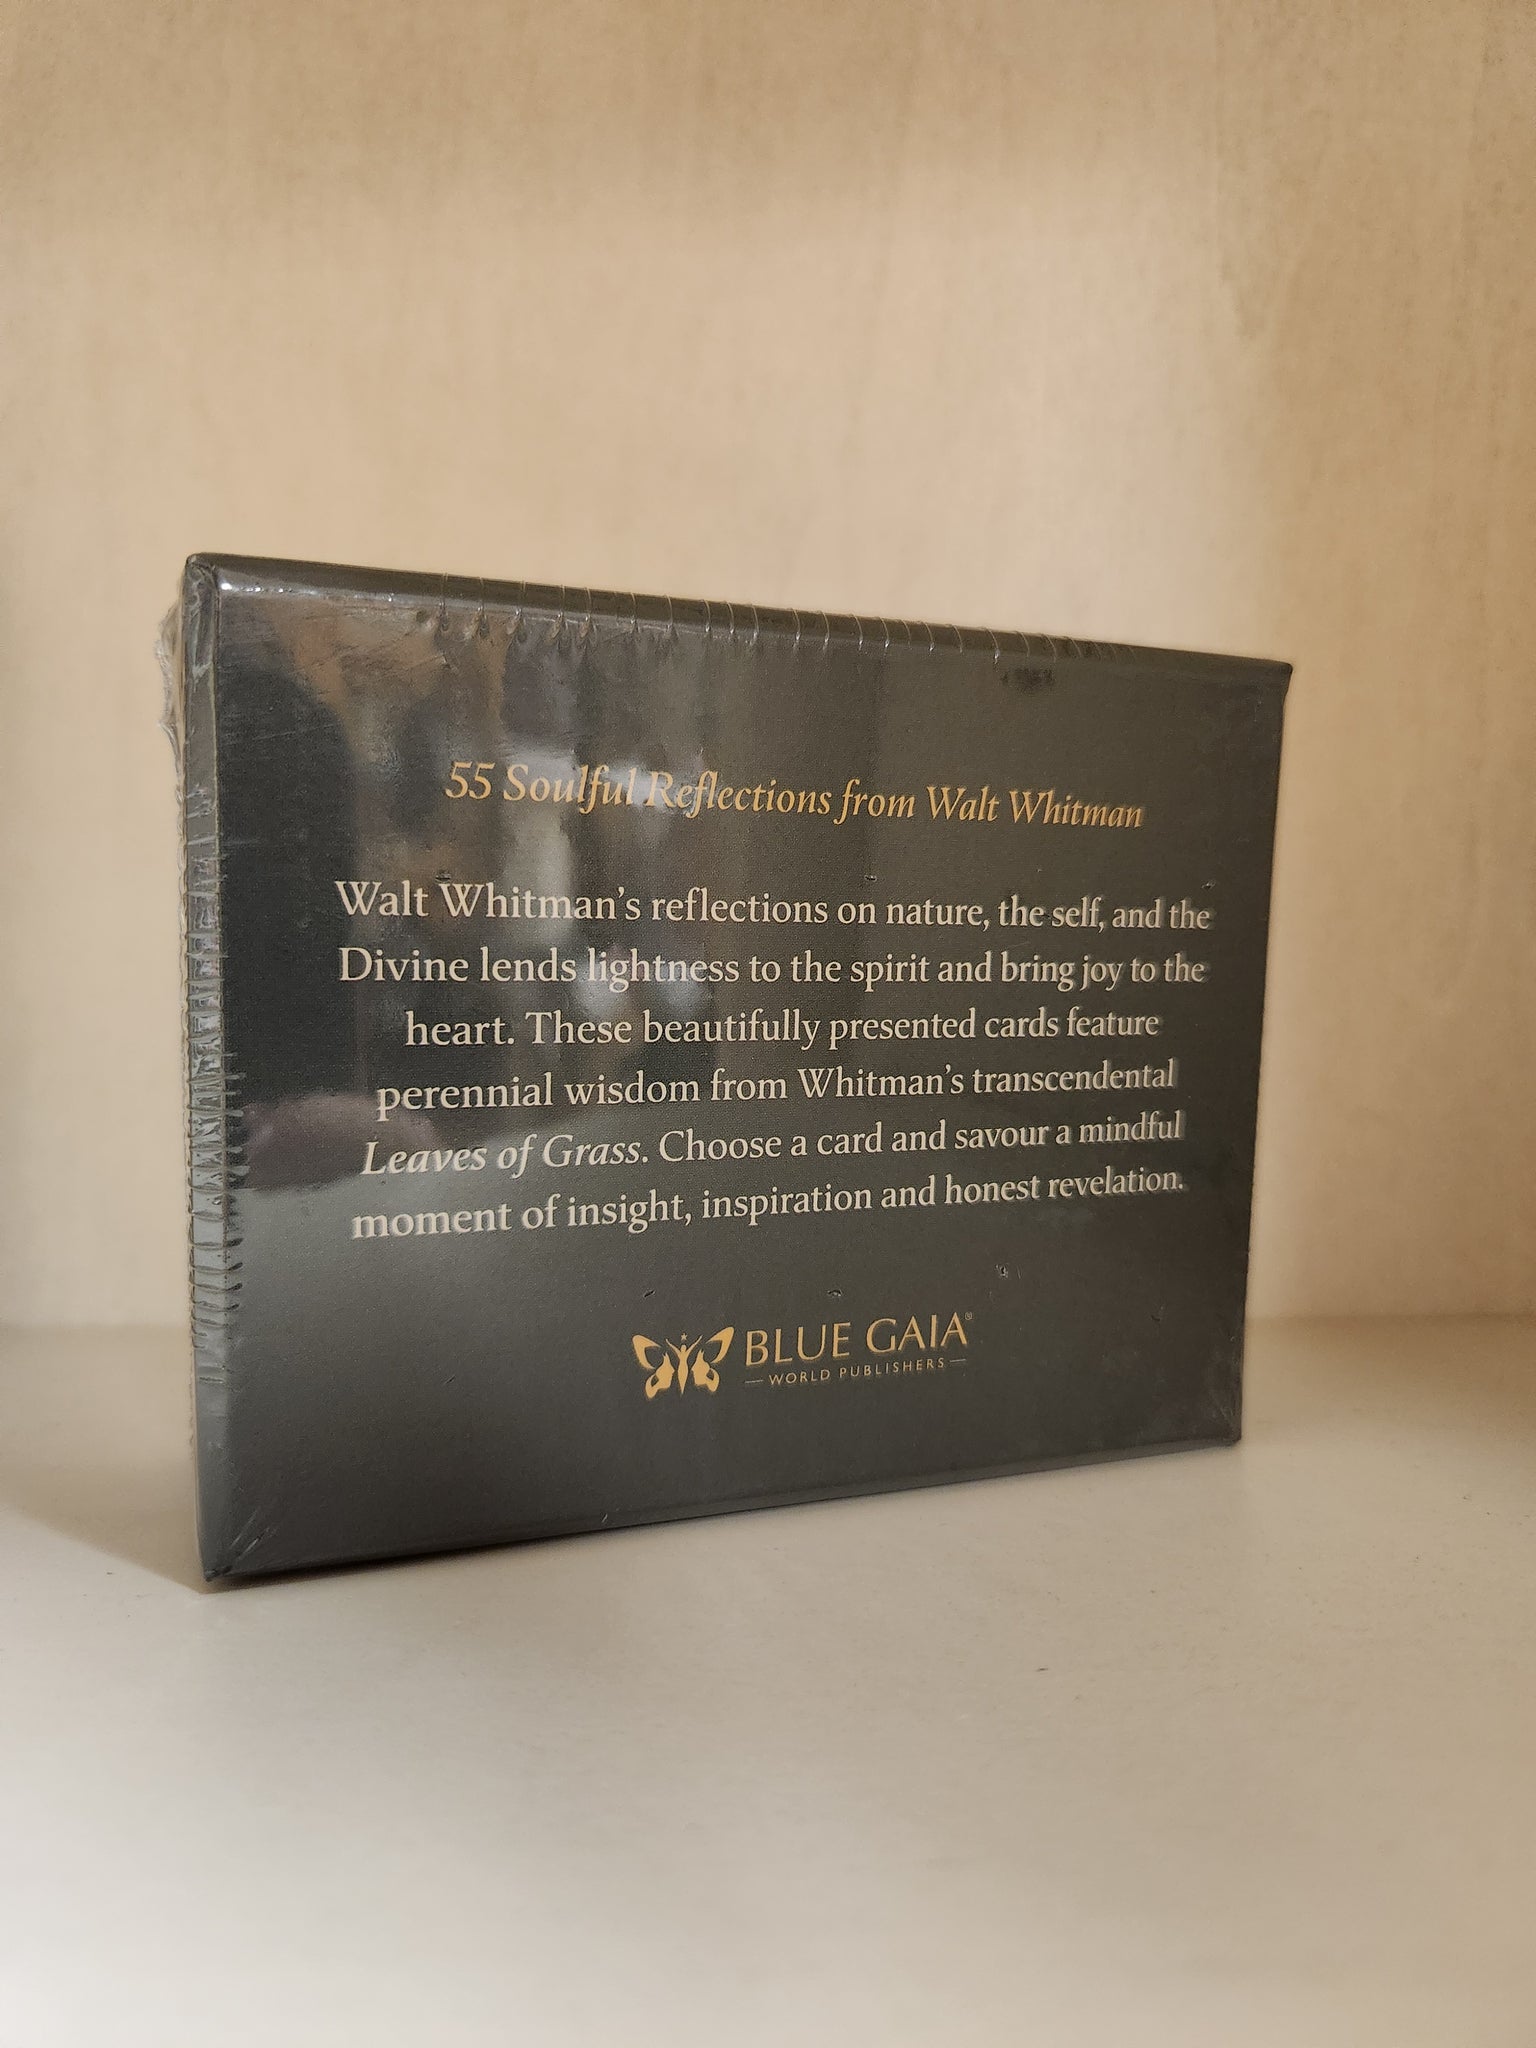 55 Soulful Reflections from Walt Whitman
Walt Whitman's reflections on nature, the self, and the
Divine lends lightness to the spirit and bring joy to the
heart. These beautifully presented cards feature
perennial wisdom from Whitman's transcendental
Leaves of Grass. Choose a card and savour a mindful
moment of insight, inspiration and honest revelation.
BLUE GAIA®
— WORLD PUBLISHERS —